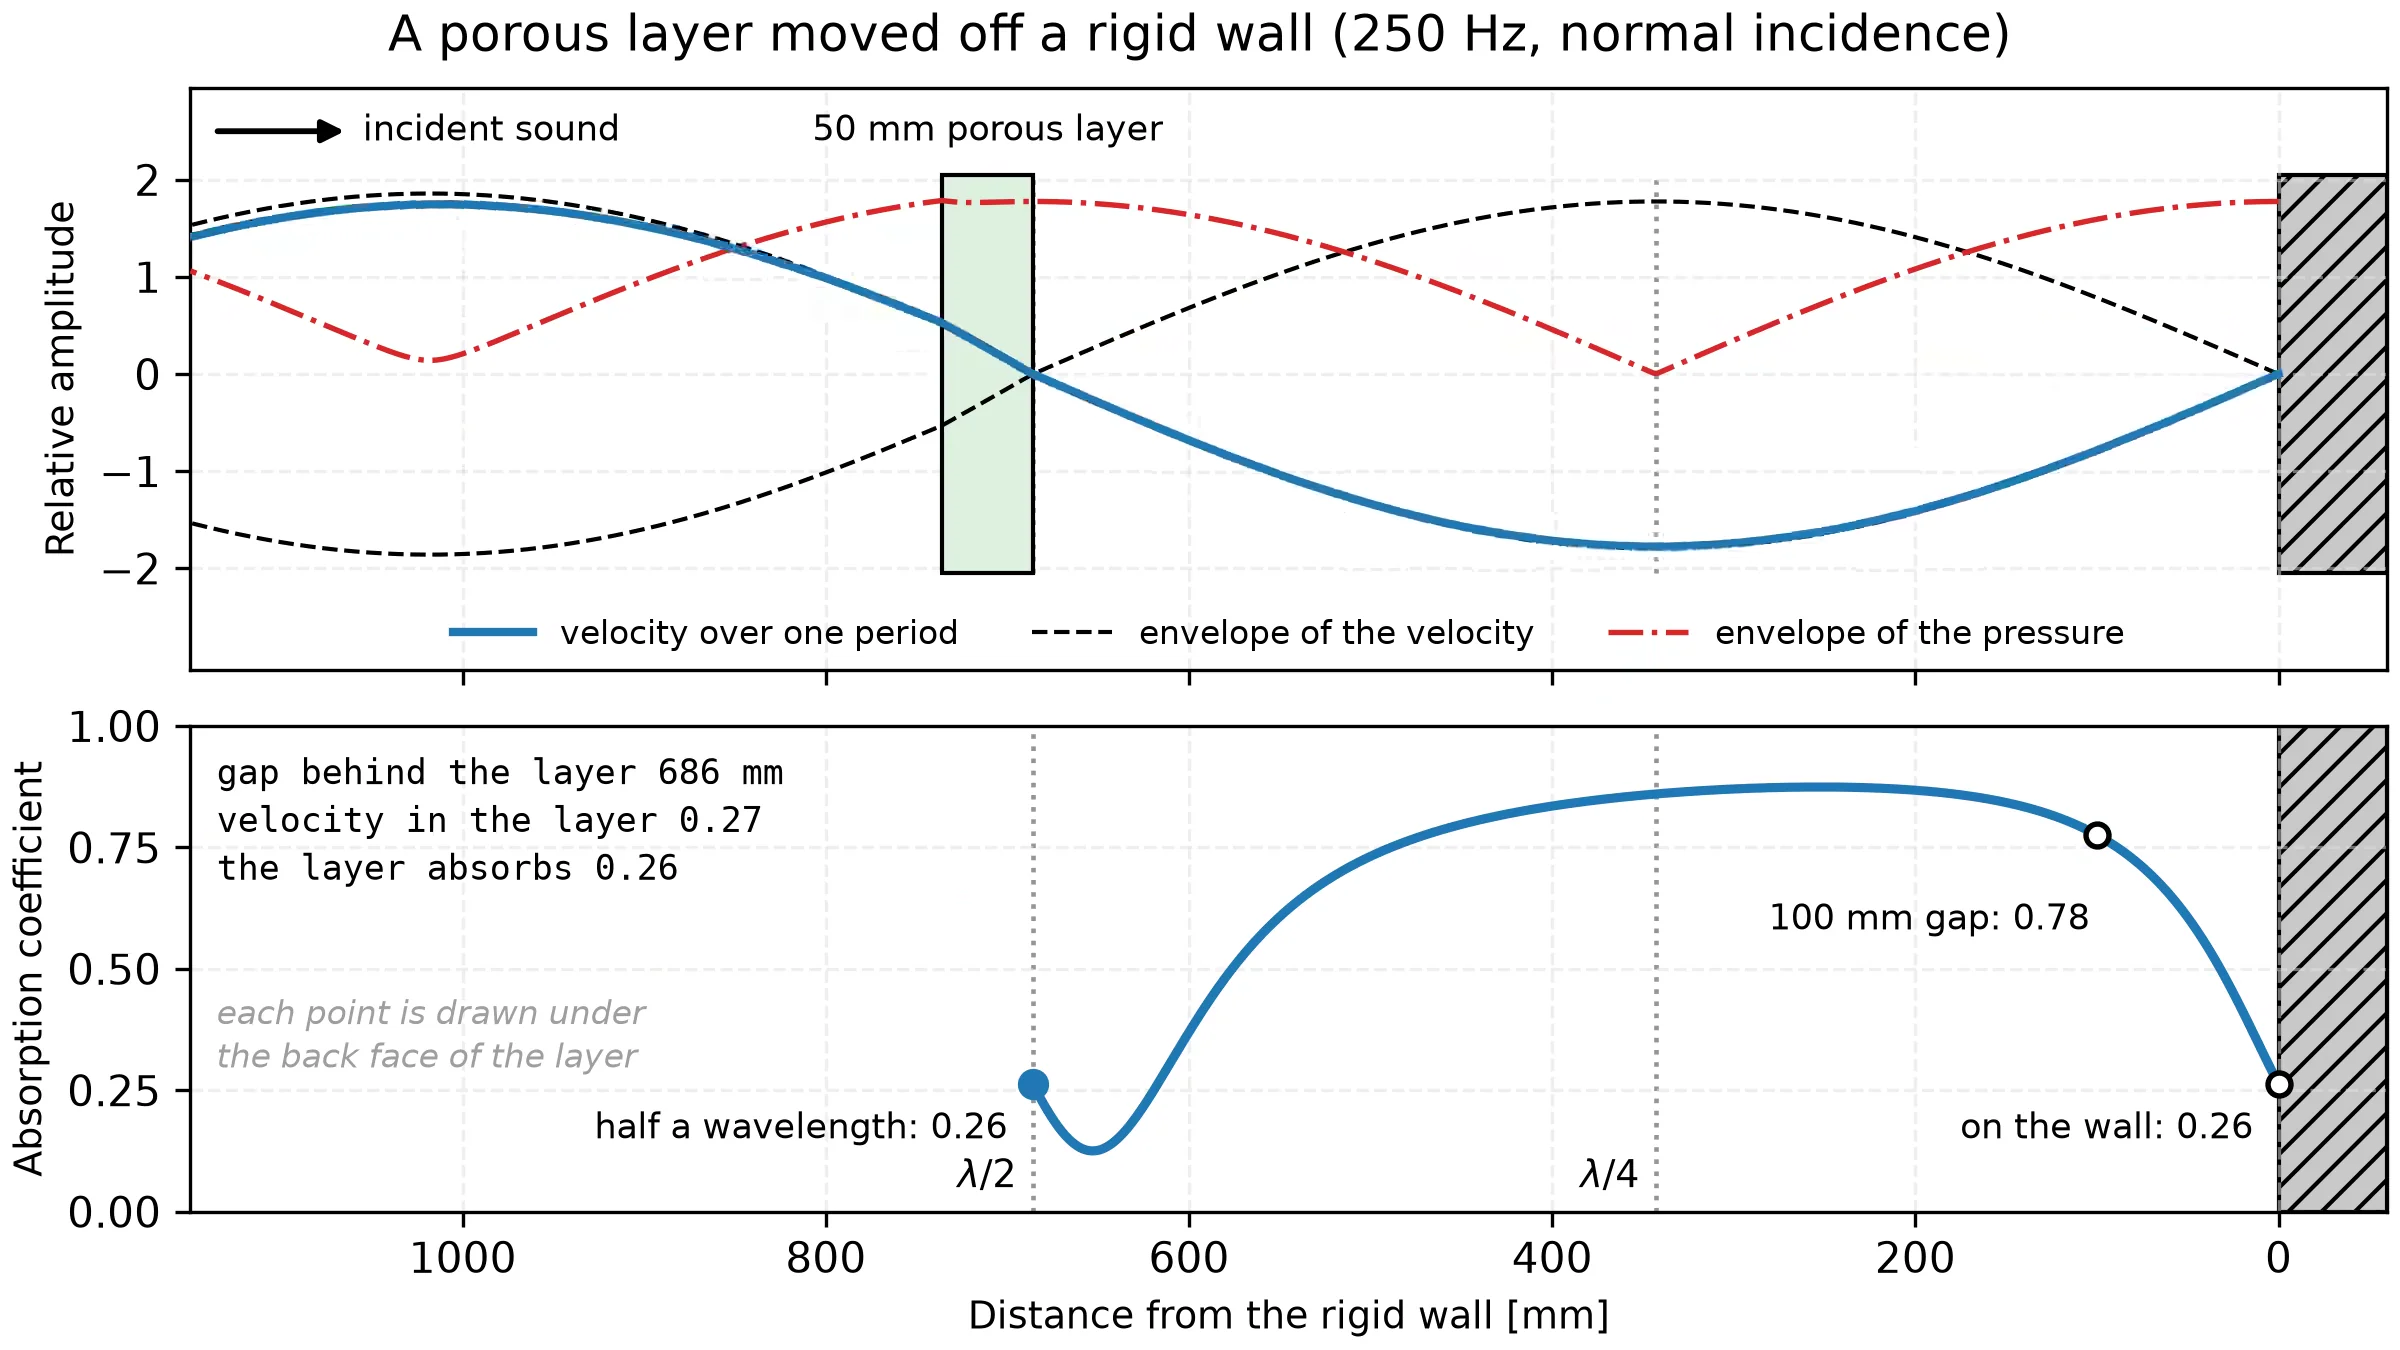 A porous layer moved off a rigid wall (250 Hz, normal incidence)
incident sound
50 mm porous layer
Relative amplitude
2
1
0
−1
−2
velocity over one period
envelope of the velocity
envelope of the pressure
Absorption coefficient
1.00
0.75
0.50
0.25
0.00
gap behind the layer 686 mm
velocity in the layer 0.27
the layer absorbs 0.26
100 mm gap: 0.78
each point is drawn under
the back face of the layer
half a wavelength: 0.26
on the wall: 0.26
λ/2
λ/4
1000
800
600
400
200
0
Distance from the rigid wall [mm]